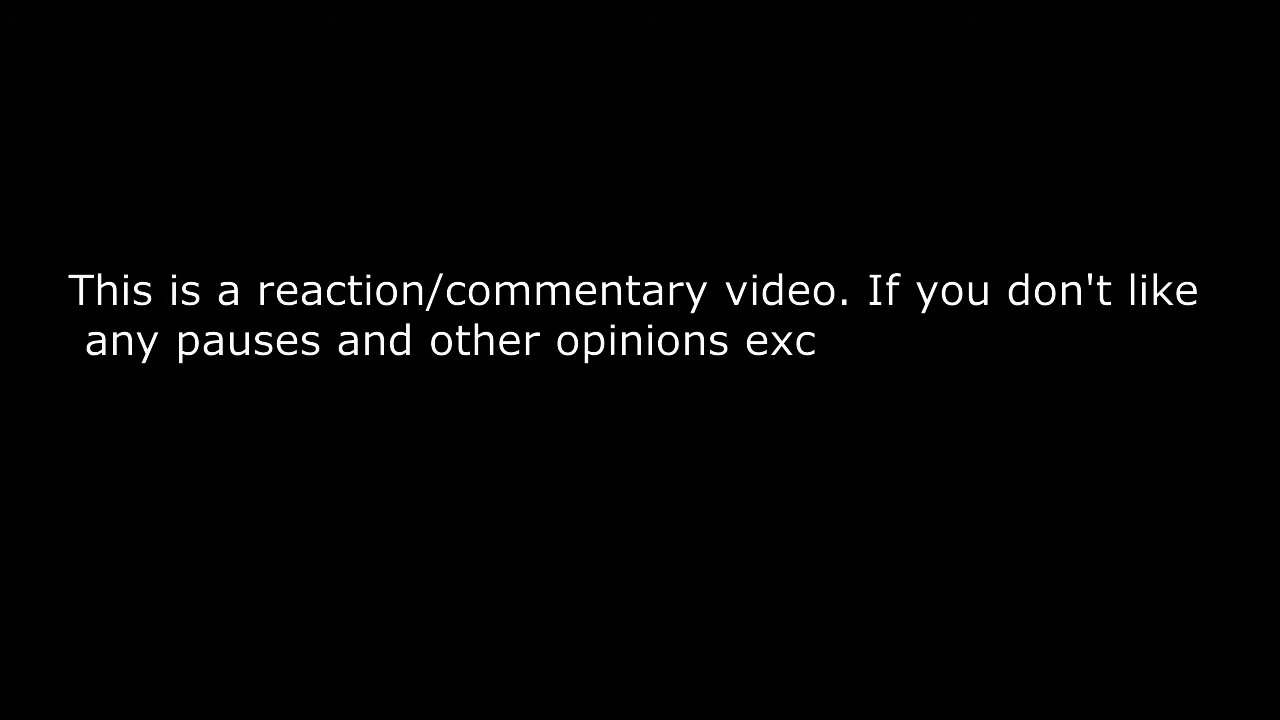 This is a reaction/commentary video. If you don't like
any pauses and other opinions exc